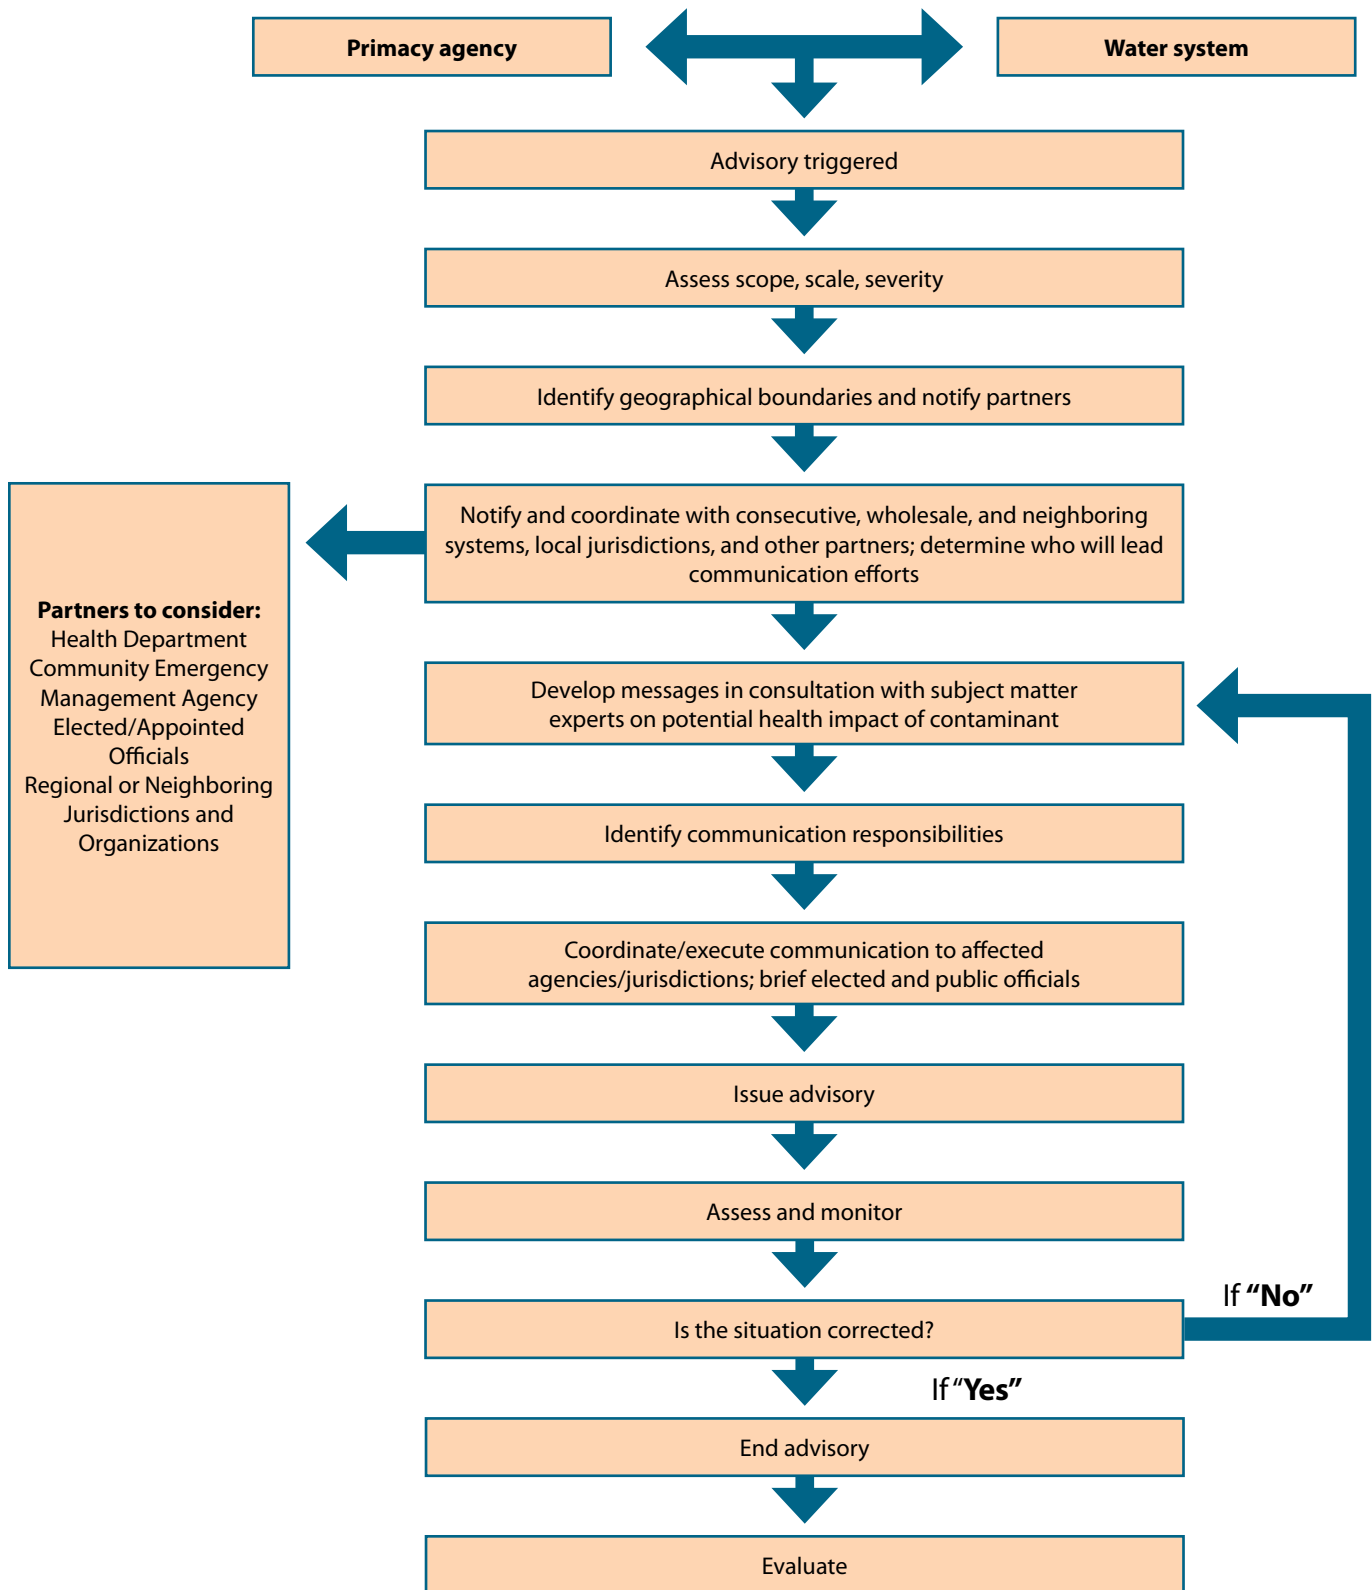 Primacy agency
Water system
Advisory triggered
Assess scope, scale, severity
Identify geographical boundaries and notify partners
Notify and coordinate with consecutive, wholesale, and neighboring
systems, local jurisdictions, and other partners; determine who will lead
communication efforts
Partners to consider:
Health Department
Community Emergency
Management Agency
Elected/Appointed
Officials
Regional or Neighboring
Jurisdictions and
Organizations
Develop messages in consultation with subject matter
experts on potential health impact of contaminant
Identify communication responsibilities
Coordinate/execute communication to affected
agencies/jurisdictions; brief elected and public officials
Issue advisory
Assess and monitor
Is the situation corrected?
If “No”
If “Yes”
End advisory
Evaluate